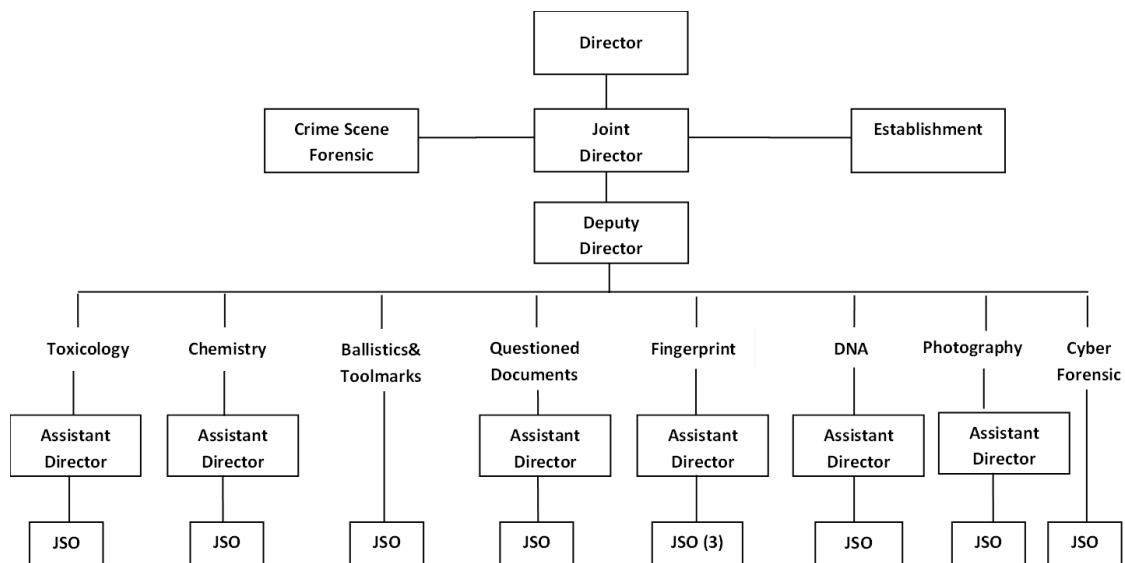 Director
Crime Scene
Forensic
Joint
Director
Establishment
Deputy
Director
Toxicology
Chemistry
Ballistics&
Toolmarks
Questioned
Documents
Fingerprint
DNA
Photography
Cyber
Forensic
Assistant
Director
Assistant
Director
Assistant
Director
Assistant
Director
Assistant
Director
Assistant
Director
JSO
JSO
JSO
JSO
JSO (3)
JSO
JSO
JSO